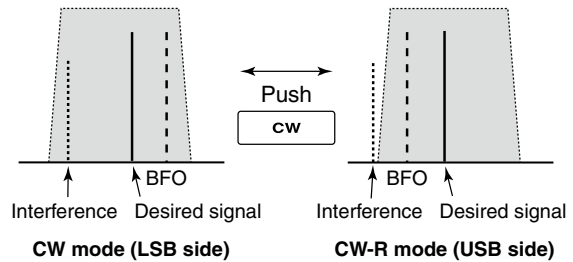 Push
CW
BFO
BFO
Interference
Desired signal
Interference
Desired signal
CW mode (LSB side)
CW-R mode (USB side)